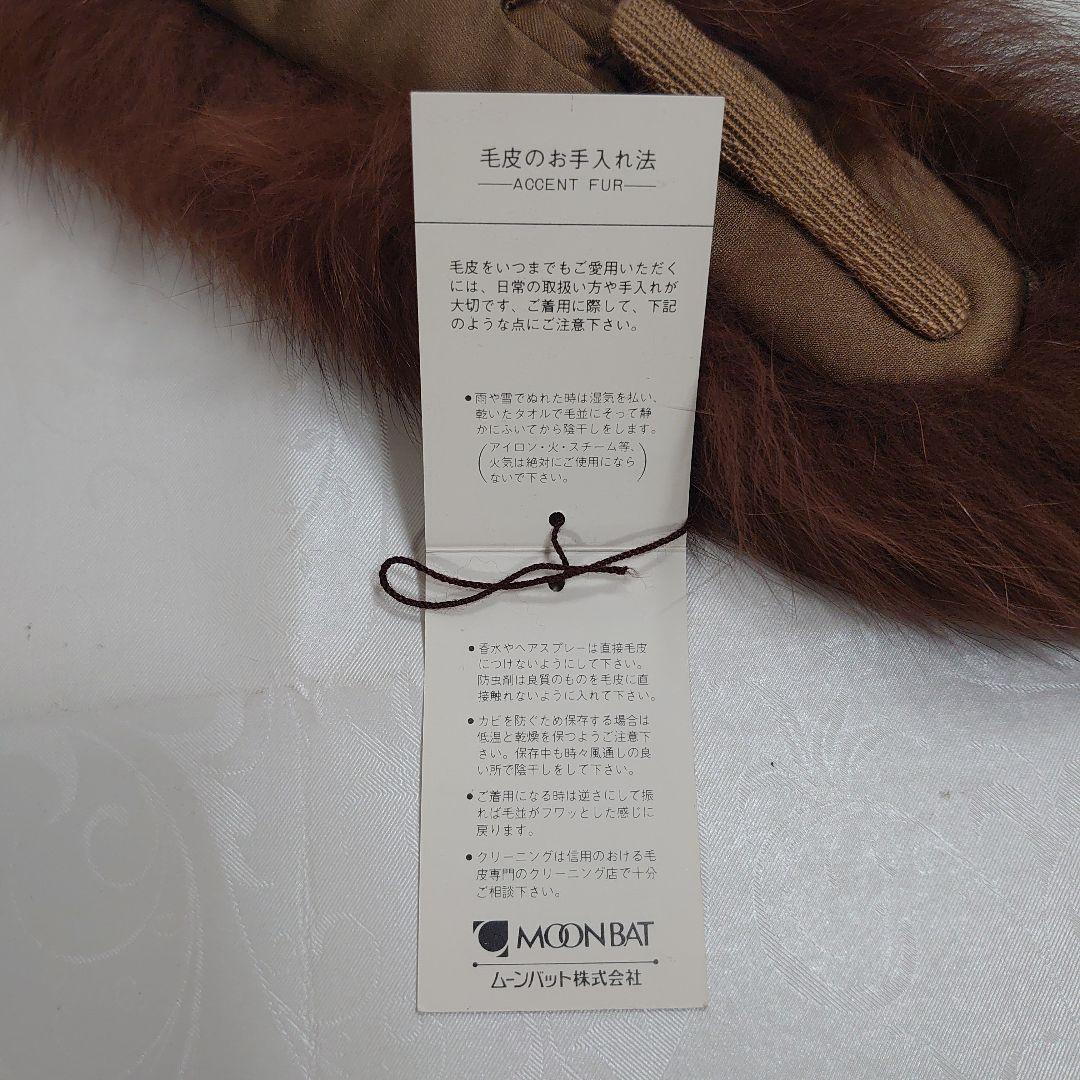 毛皮のお手入れ法
ACCENT FUR
毛皮をいつまでもご愛用いただく
には、日常の取扱い方や手入れが
大切です、ご着用に際して、下記
のような点にご注意下さい。
●雨や雪でぬれた時は湿気を払い、
乾いたタオルで毛並にそって静
かにふいてから陰干しをします。
(アイロン・火・スチーム等、
火気は絶対にご使用になら
ないで下さい。)
●香水やヘアスプレーは直接毛皮
につけないようにして下さい。
防虫剤は良質のものを毛皮に直
接触れないように入れて下さい。
●カビを防ぐため保存する場合は
低温と乾燥を保つようご注意下
さい。保存中も時々風通しの良
い所で陰干しをして下さい。
●ご着用になる時は逆さにして振
れば毛並がフワッとした感じに
戻ります。
●クリーニングは信用のおける毛
皮専門のクリーニング店で十分
ご相談下さい。
MOONBAT
ムーンバット株式会社